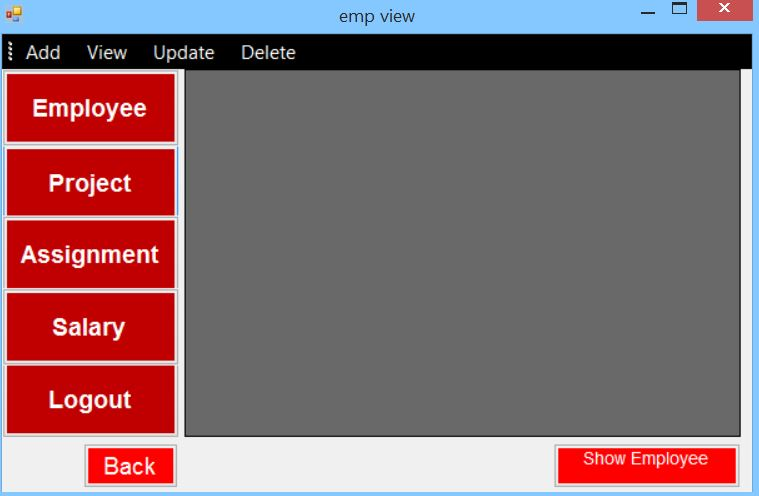 emp view
Add View Update Delete
Employee
Project
Assignment
Salary
Logout
Back
Show Employee